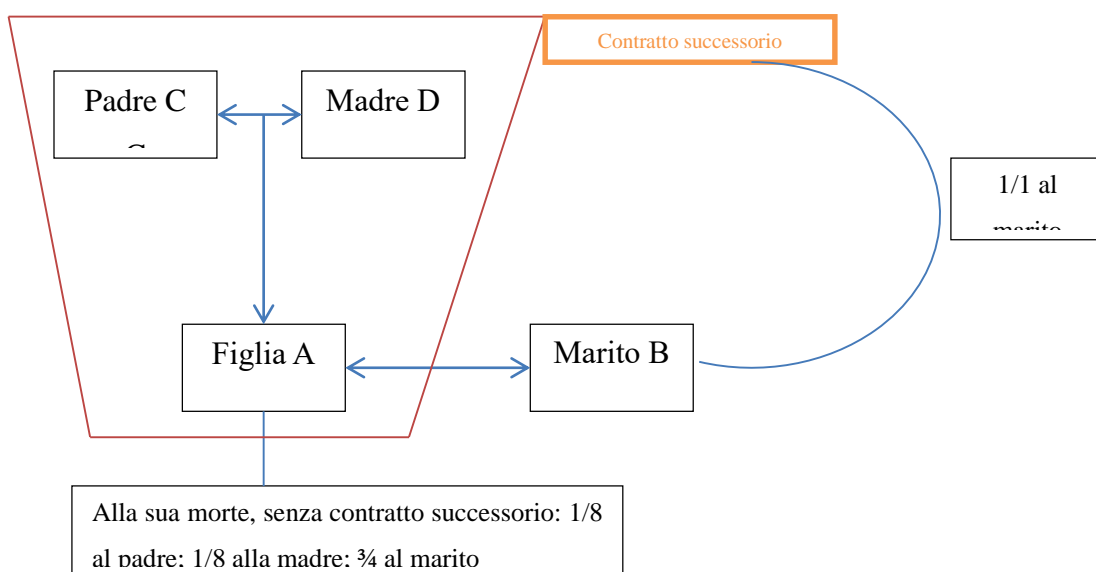 Contratto successorio
Padre C
Madre D
1/1 al
marito
Figlia A
Marito B
Alla sua morte, senza contratto successorio: 1/8
al padre; 1/8 alla madre; ¾ al marito